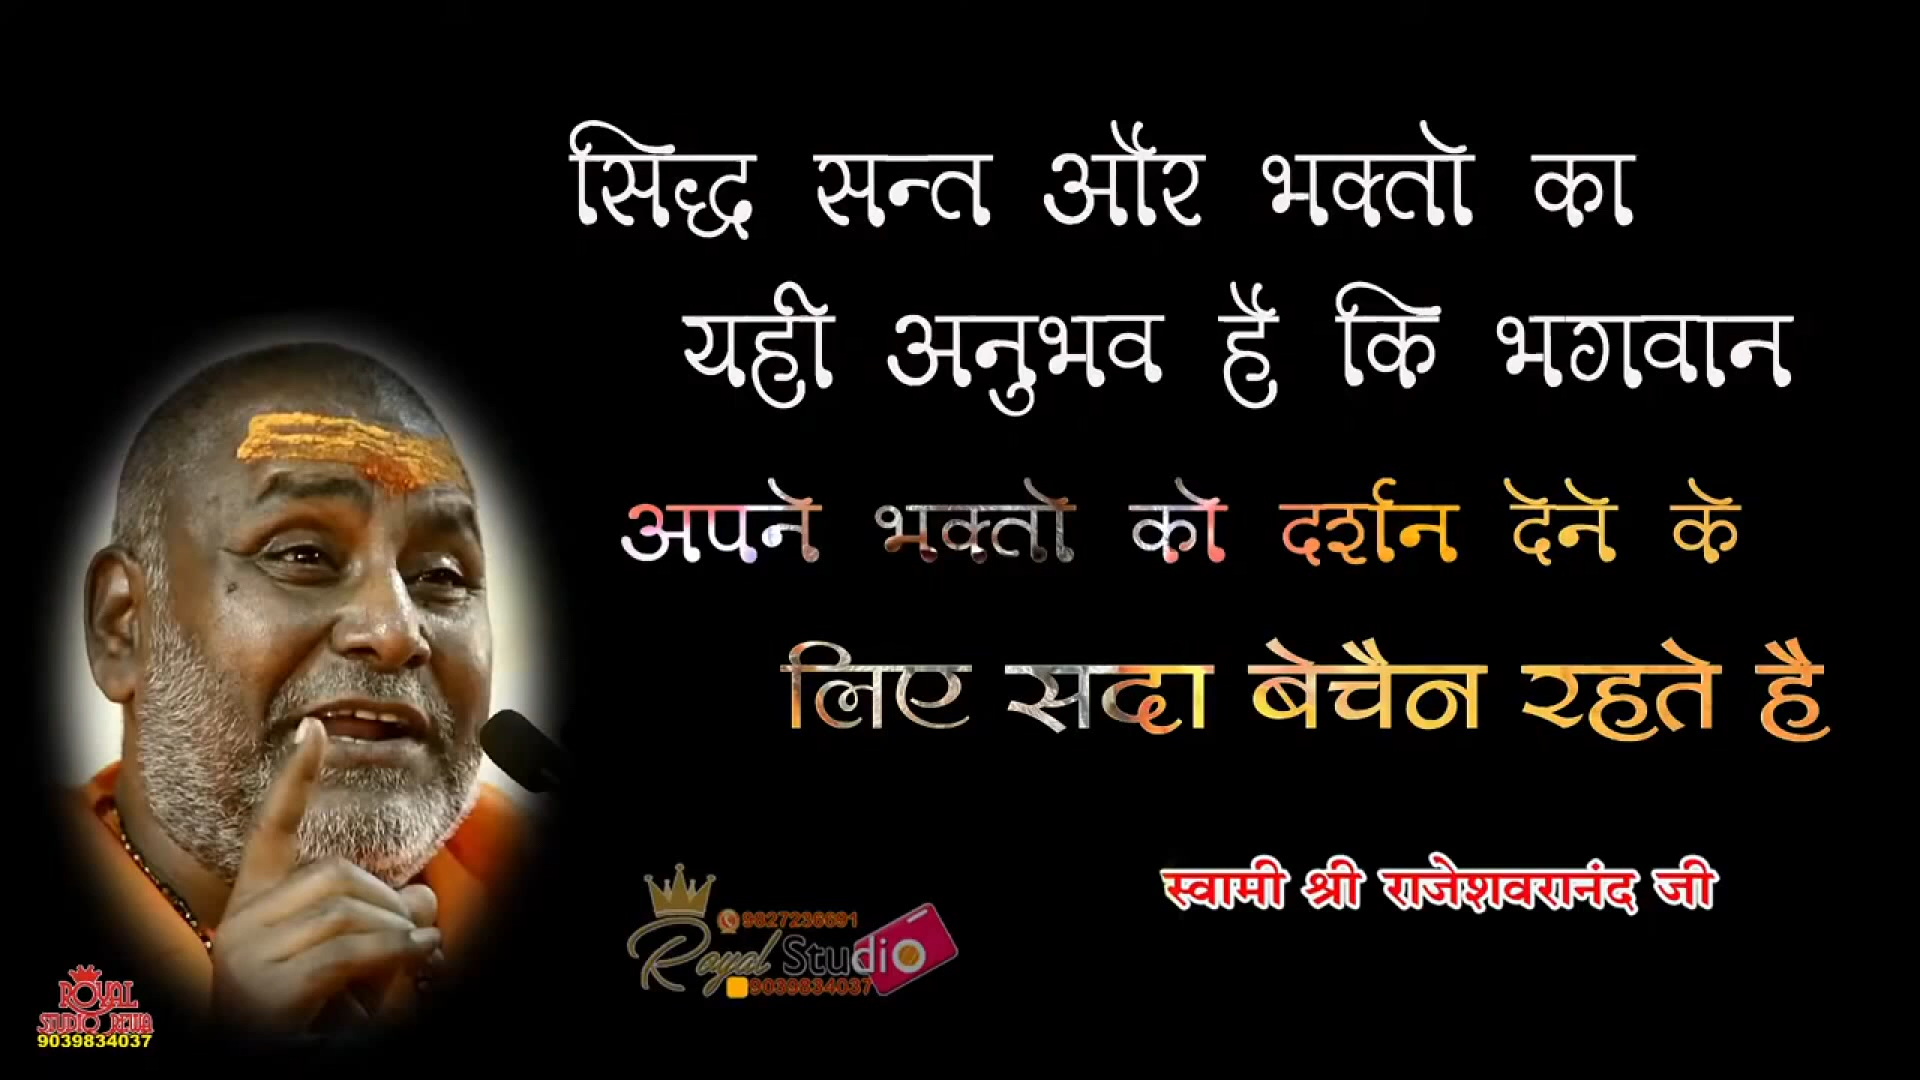 सिद्ध सन्त और भक्तो का
यही अनुभव है कि भगवान
अपने भक्तो को दर्शन देने के
लिए सदा बेचैन रहते है
स्वामी श्री राजेशवरानंद जी
9827236691
Royal Studio
9039834037
ROYAL
STUDIO REWA
9039834037